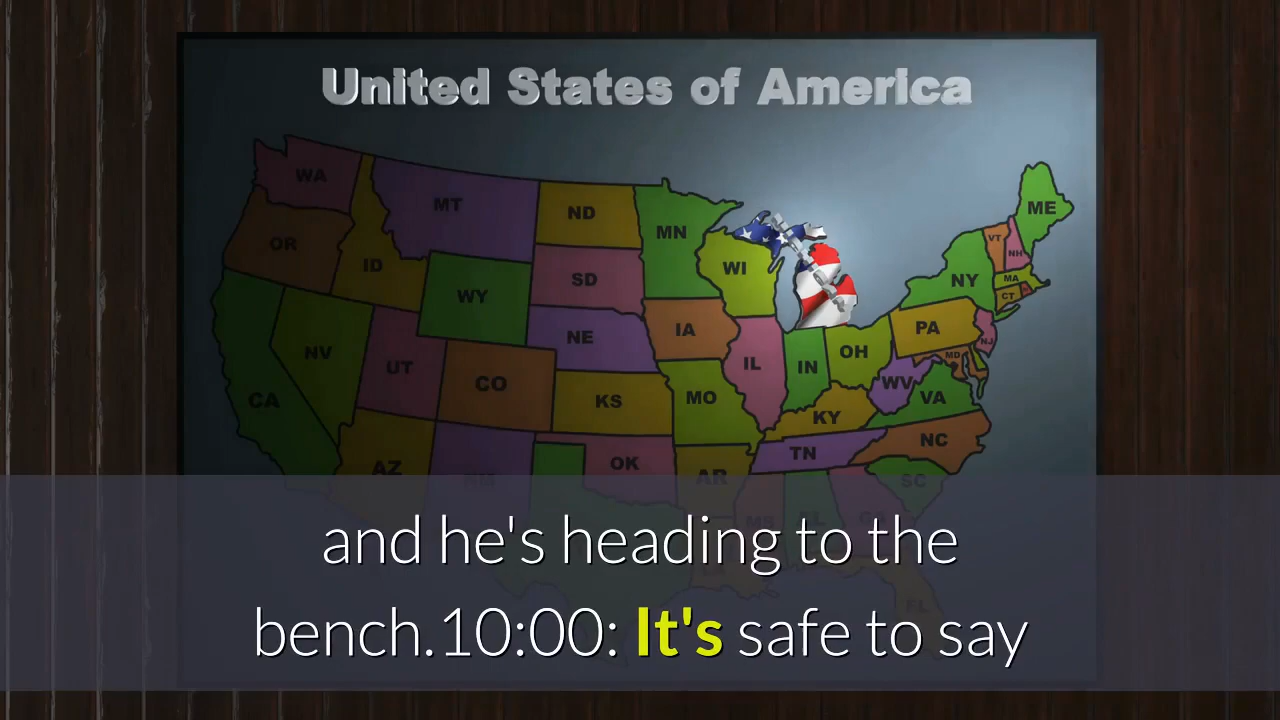 United States of America
WA
MT
ND
MN
ME
OR
ID
SD
WI
VT
NH
WY
NY
MA
CT
NE
IA
PA
NJ
NV
UT
CO
IL
IN
OH
MD
CA
KS
MO
WV
VA
KY
AZ
OK
AR
TN
NC
SC
FL
and he's heading to the
bench.10:00: It's safe to say